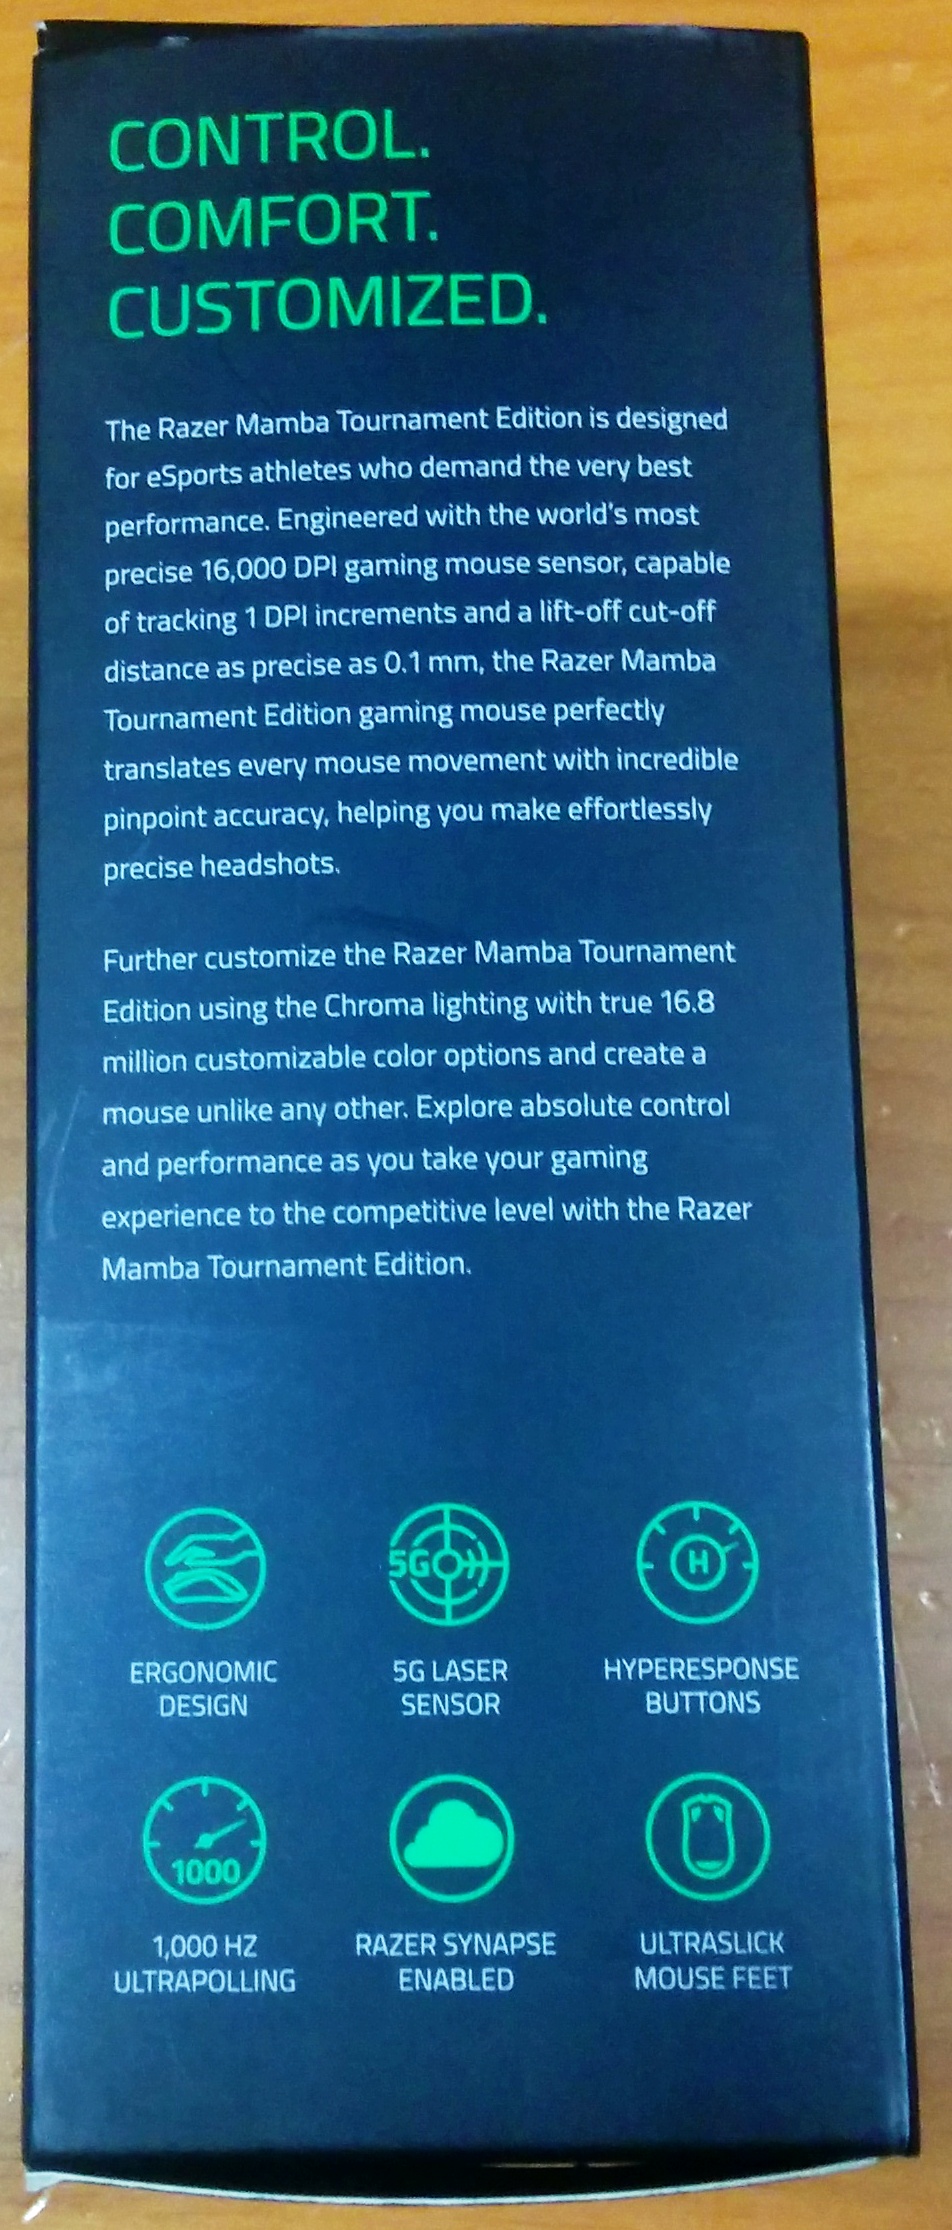 CONTROL.
COMFORT.
CUSTOMIZED.
The Razer Mamba Tournament Edition is designed
for eSports athletes who demand the very best
performance. Engineered with the world's most
precise 16,000 DPI gaming mouse sensor, capable
of tracking 1 DPI increments and a lift-off cut-off
distance as precise as 0.1 mm, the Razer Mamba
Tournament Edition gaming mouse perfectly
translates every mouse movement with incredible
pinpoint accuracy, helping you make effortlessly
precise headshots.
Further customize the Razer Mamba Tournament
Edition using the Chroma lighting with true 16.8
million customizable color options and create a
mouse unlike any other. Explore absolute control
and performance as you take your gaming
experience to the competitive level with the Razer
Mamba Tournament Edition.
5G
H
ERGONOMIC
DESIGN
5G LASER
SENSOR
HYPERESPONSE
BUTTONS
1000
1,000 HZ
ULTRAPOLLING
RAZER SYNAPSE
ENABLED
ULTRASLICK
MOUSE FEET